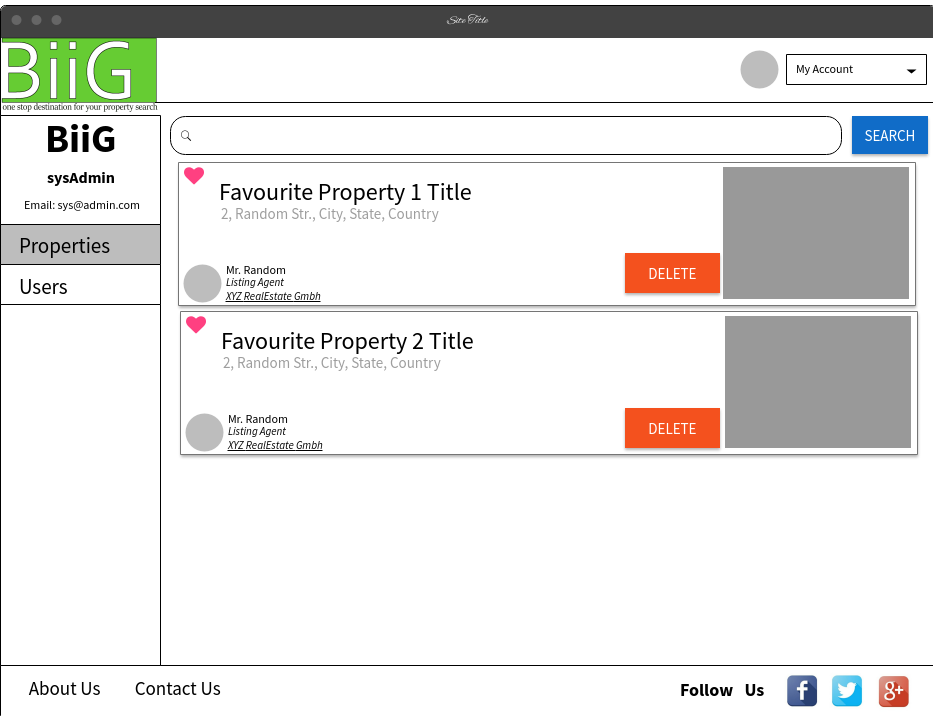 Site Title
BiiG
one stop destination for your property search
My Account
BiiG
sysAdmin
Email: sys@admin.com
Properties
Users
SEARCH
Favourite Property 1 Title
2, Random Str., City, State, Country
Mr. Random
Listing Agent
XYZ RealEstate Gmbh
DELETE
Favourite Property 2 Title
2, Random Str., City, State, Country
Mr. Random
Listing Agent
XYZ RealEstate Gmbh
DELETE
About Us Contact Us Follow Us f g+